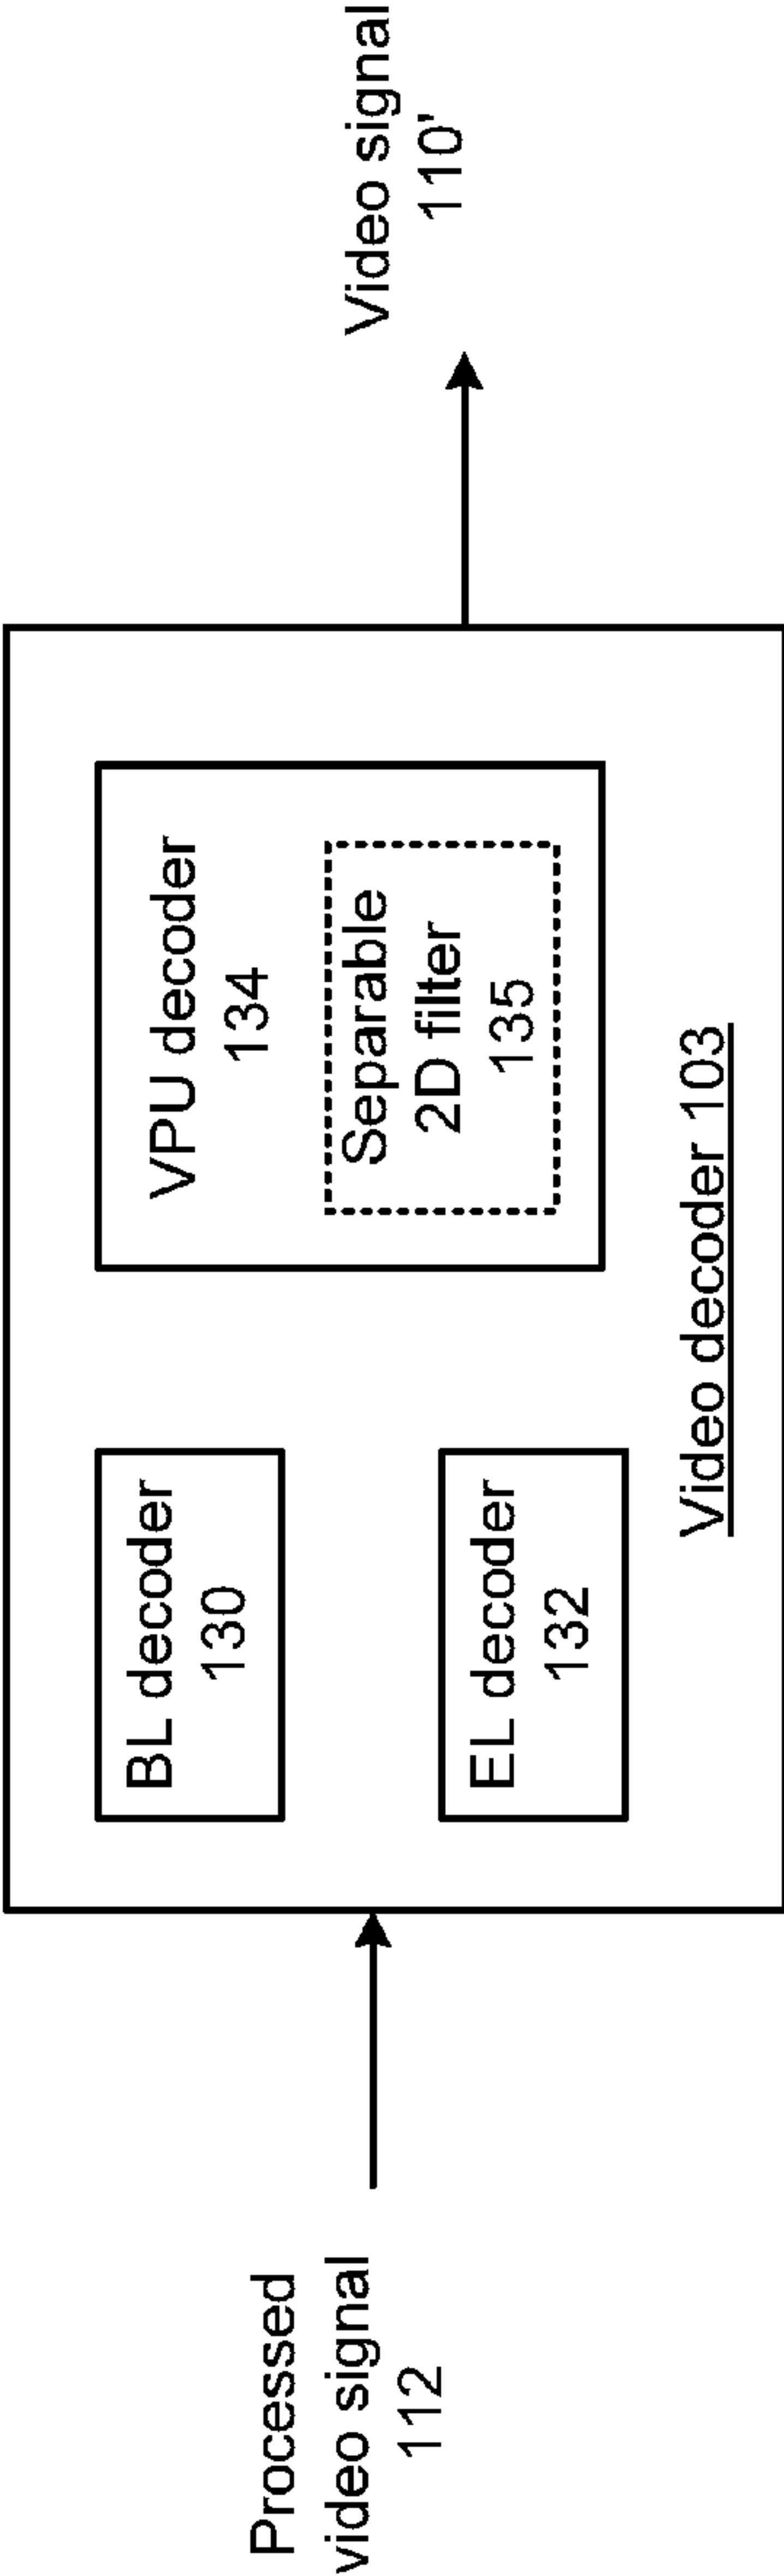 Processed
video signal
112
BL decoder
130
EL decoder
132
VPU decoder
134
Separable
2D filter
135
Video decoder 103
Video signal
110'